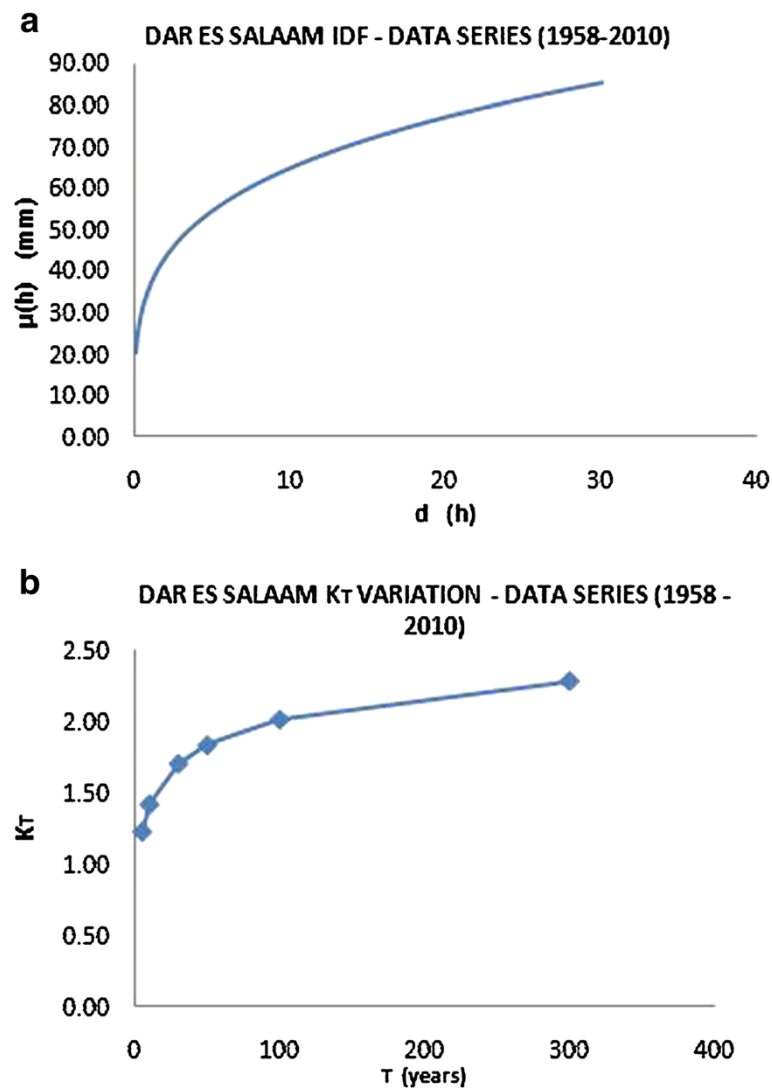 a
DAR ES SALAAM IDF - DATA SERIES (1958-2010)
90.00
80.00
70.00
60.00
50.00
40.00
30.00
20.00
10.00
0.00
μ(h) (mm)
0 10 20 30 40
d (h)
b
DAR ES SALAAM KT VARIATION - DATA SERIES (1958 -
2010)
2.50
2.00
1.50
1.00
0.50
0.00
KT
0 100 200 300 400
T (years)